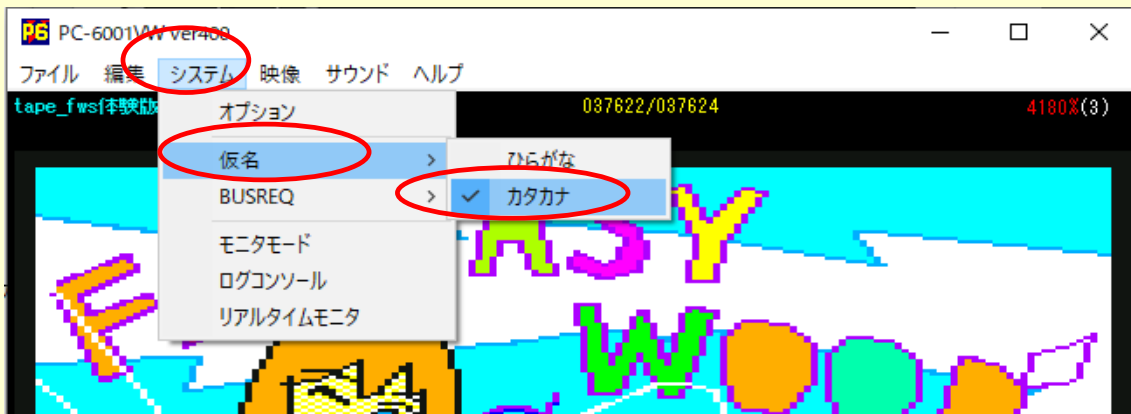 P6 PC-6001VW ver400
ファイル 編集 システム 映像 サウンド ヘルプ
tape_fws体験版 037622/037624 4180%(3)
オプション
仮名 > ひらがな
BUSREQ > ✓ カタカナ
モニタモード
ログコンソール
リアルタイムモニタ
ASY
F
WOOD